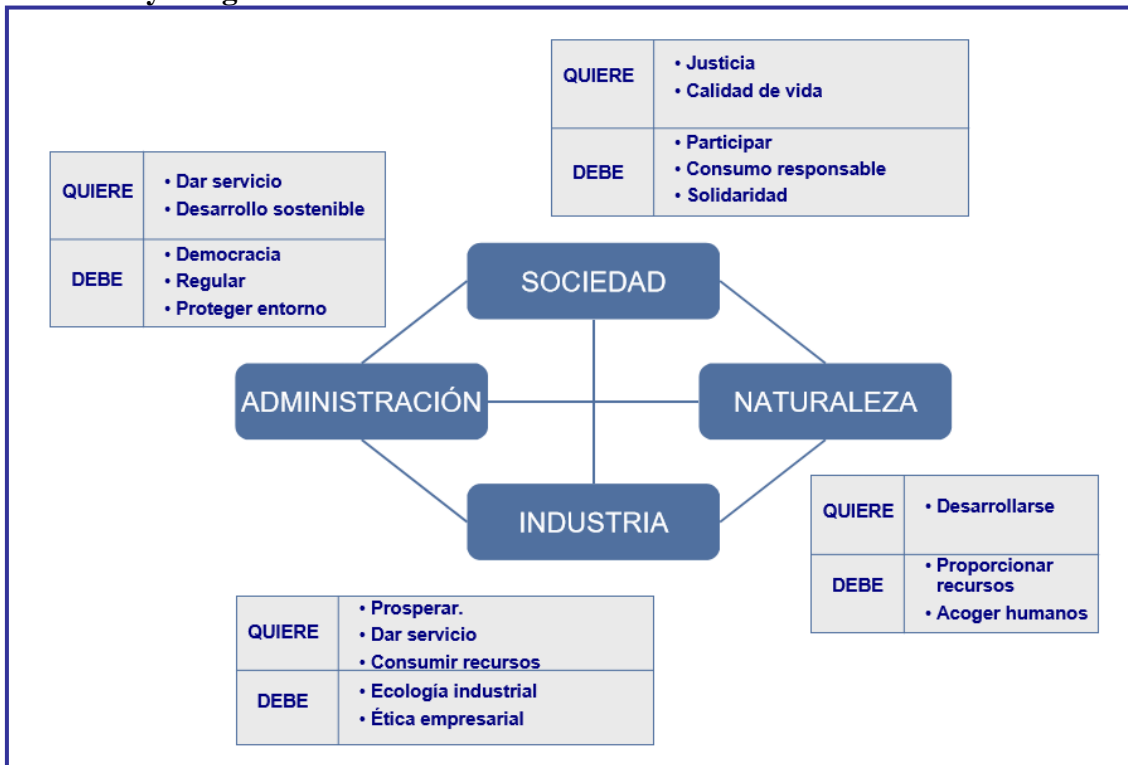 QUIERE
• Justicia
• Calidad de vida
DEBE
• Participar
• Consumo responsable
• Solidaridad
QUIERE
• Dar servicio
• Desarrollo sostenible
DEBE
• Democracia
• Regular
• Proteger entorno
SOCIEDAD
ADMINISTRACIÓN
NATURALEZA
INDUSTRIA
QUIERE
• Desarrollarse
DEBE
• Proporcionar
recursos
• Acoger humanos
QUIERE
• Prosperar.
• Dar servicio
• Consumir recursos
DEBE
• Ecología industrial
• Ética empresarial